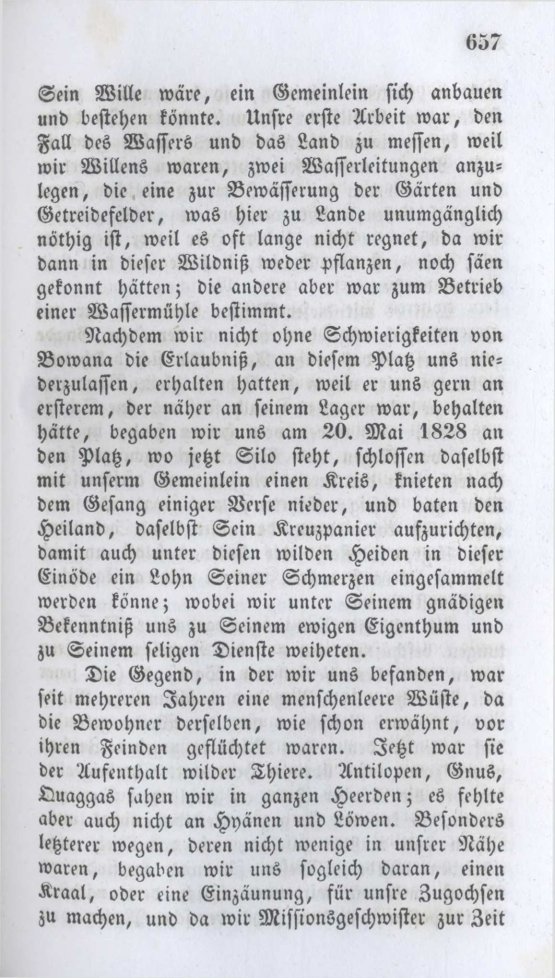 657
Sein Wille wäre, ein Gemeinlein sich anbauen
und bestehen könnte. Unsre erste Arbeit war, den
Fall des Wassers und das Land zu messen, weil
wir Willens waren, zwei Wasserleitungen anzu-
legen, die eine zur Bewässerung der Gärten und
Getreidefelder, was hier zu Lande unumgänglich
nöthig ist, weil es oft lange nicht regnet, da wir
dann in dieser Wildniß weder pflanzen, noch säen
gekonnt hätten; die andere aber war zum Betrieb
einer Wassermühle bestimmt.
Nachdem wir nicht ohne Schwierigkeiten von
Bowana die Erlaubniß, an diesem Platz uns nie-
derzulassen, erhalten hatten, weil er uns gern an
ersterem, der näher an seinem Lager war, behalten
hätte, begaben wir uns am 20. Mai 1828 an
den Platz, wo jetzt Silo steht, schlossen daselbst
mit unserm Gemeinlein einen Kreis, knieten nach
dem Gesang einiger Verse nieder, und baten den
Heiland, daselbst Sein Kreuzpanier aufzurichten,
damit auch unter diesen wilden Heiden in dieser
Einöde ein Lohn Seiner Schmerzen eingesammelt
werden könne; wobei wir unter Seinem gnädigen
Bekenntniß uns zu Seinem ewigen Eigenthum und
zu Seinem seligen Dienste weiheten.
Die Gegend, in der wir uns befanden, war
seit mehreren Jahren eine menschenleere Wüste, da
die Bewohner derselben, wie schon erwähnt, vor
ihren Feinden geflüchtet waren. Jetzt war sie
der Aufenthalt wilder Thiere. Antilopen, Gnus,
Quaggas sahen wir in ganzen Heerden; es fehlte
aber auch nicht an Hyänen und Löwen. Besonders
letzterer wegen, deren nicht wenige in unsrer Nähe
waren, begaben wir uns sogleich daran, einen
Kraal, oder eine Einzäunung, für unsre Zugochsen
zu machen, und da wir Missionsgeschwister zur Zeit